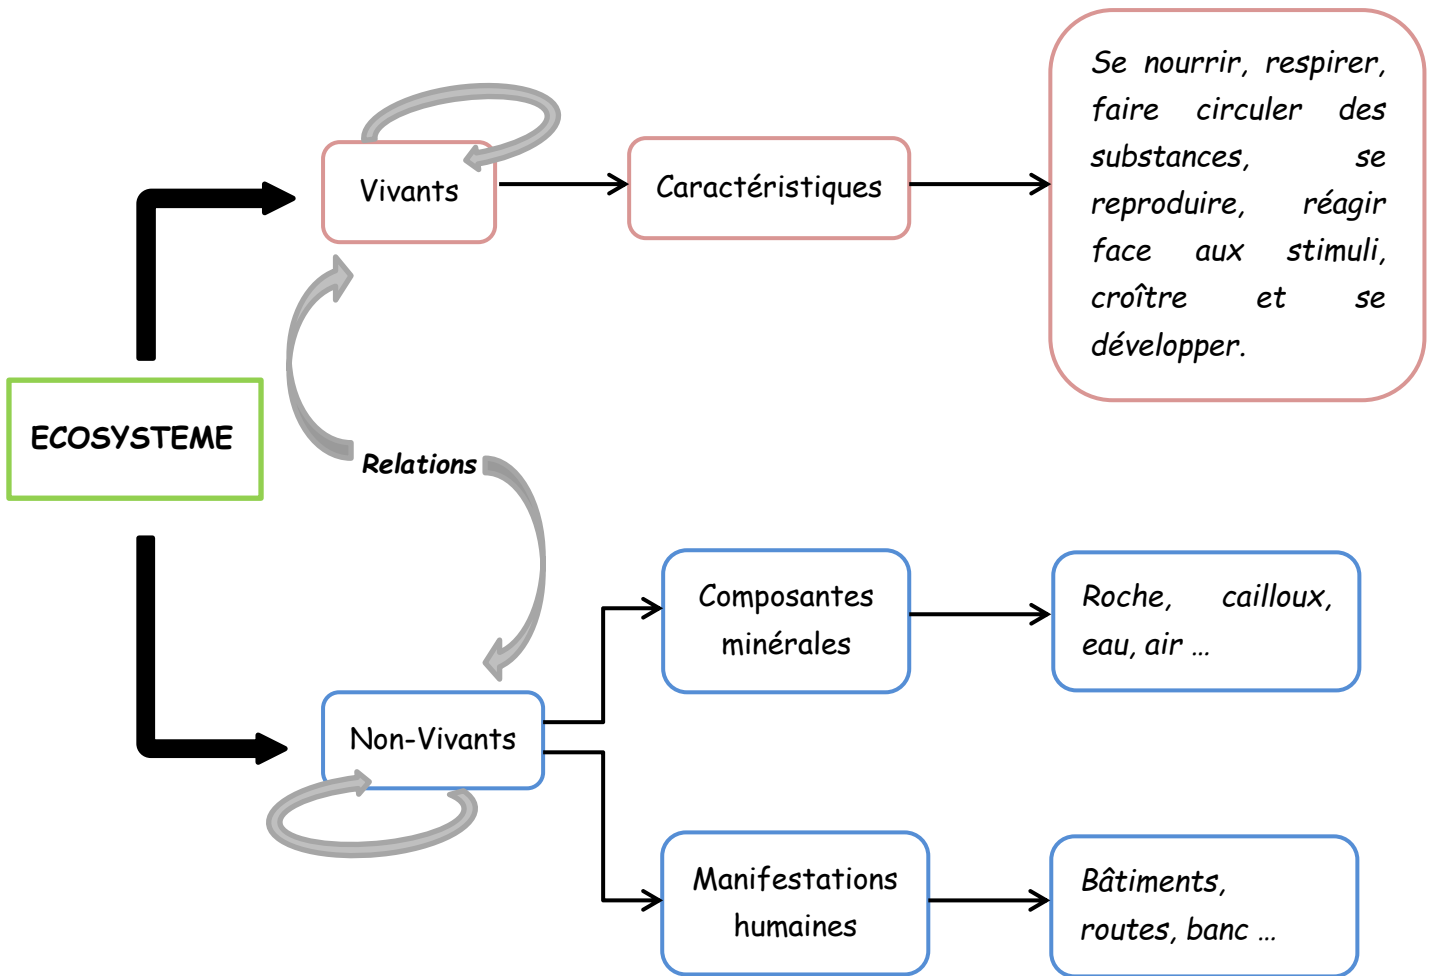 Se nourrir, respirer,
faire circuler des
substances, se
reproduire, réagir
face aux stimuli,
croître et se
développer.
Vivants
Caractéristiques
ECOSYSTEME
Relations
Composantes
minérales
Roche, cailloux,
eau, air …
Non-Vivants
Manifestations
humaines
Bâtiments,
routes, banc …